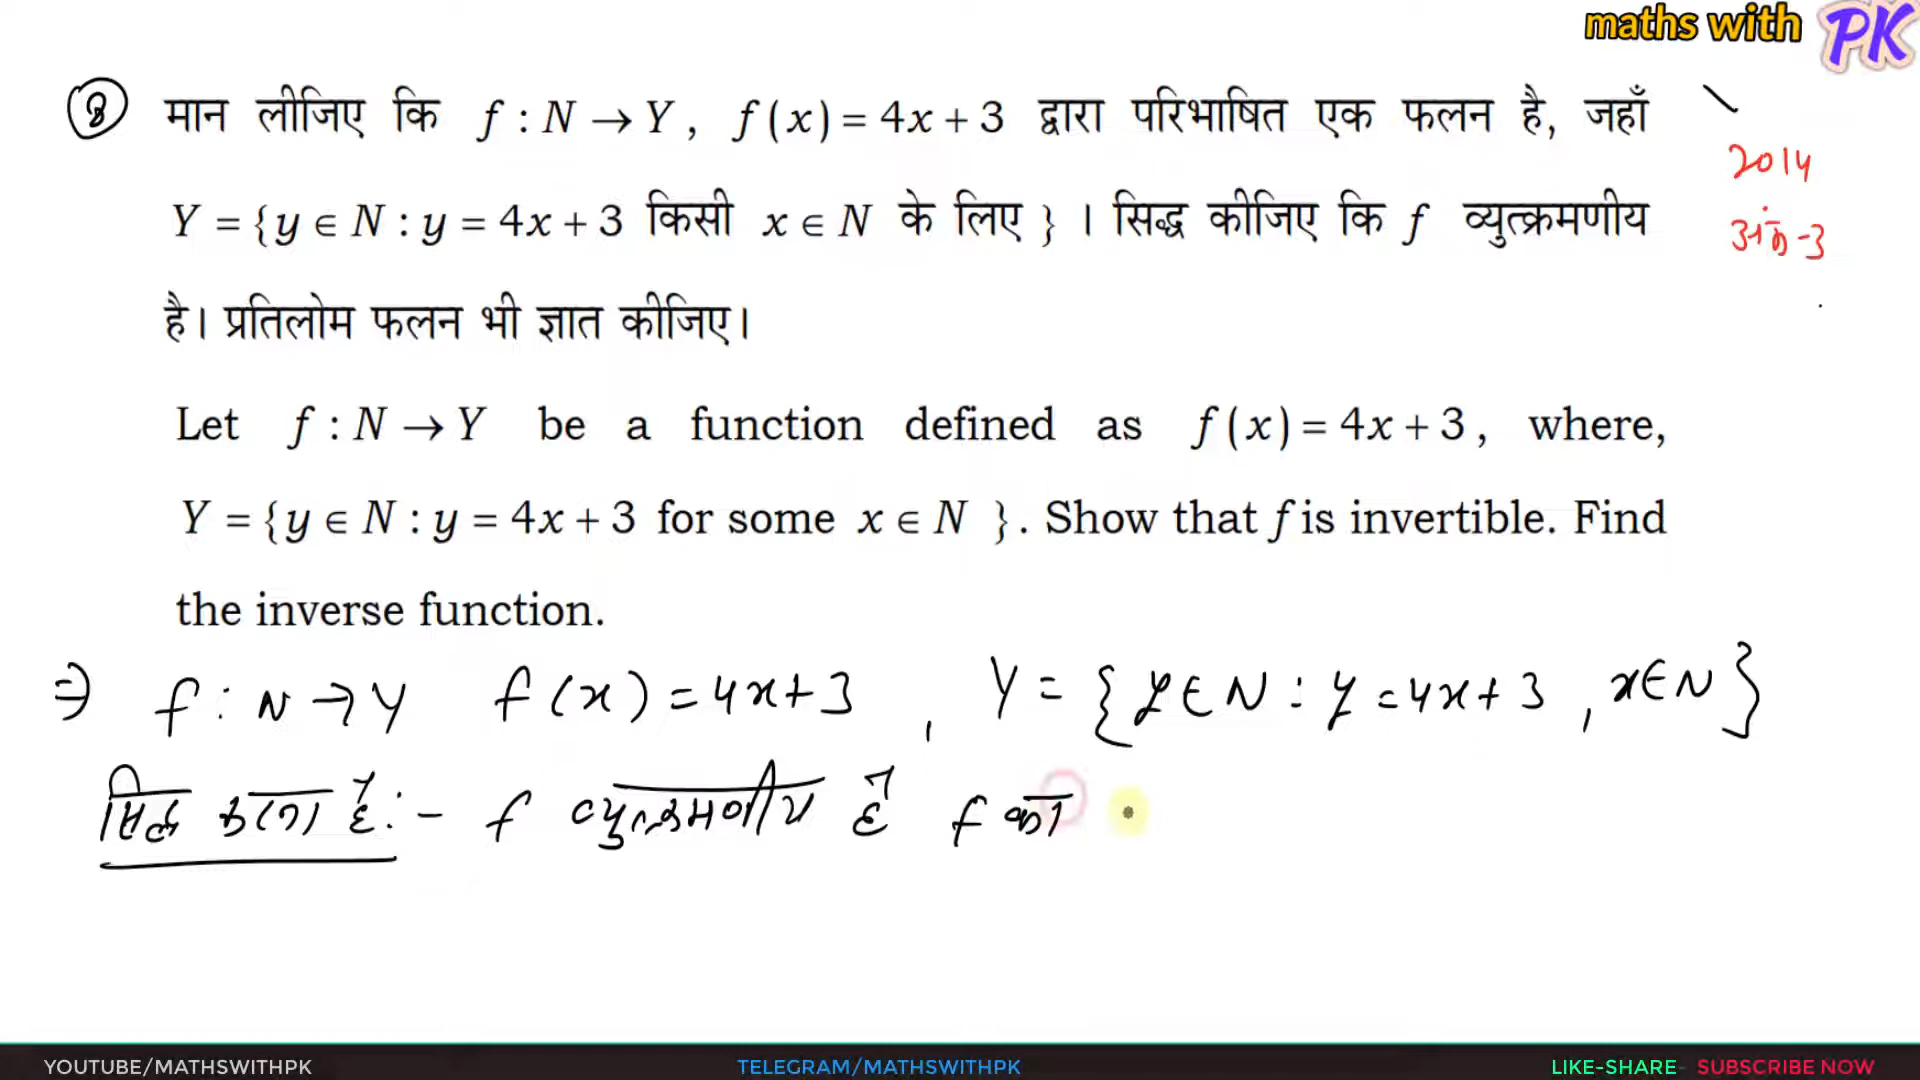 maths with PK
8 मान लीजिए कि f : N → Y , f(x) = 4x + 3 द्वारा परिभाषित एक फलन है, जहाँ
2014
Y = {y ∈ N : y = 4x + 3 किसी x ∈ N के लिए } । सिद्ध कीजिए कि f व्युत्क्रमणीय
अंक-3
है। प्रतिलोम फलन भी ज्ञात कीजिए।
Let f : N → Y be a function defined as f(x) = 4x + 3 , where,
Y = {y ∈ N : y = 4x + 3 for some x ∈ N } . Show that f is invertible. Find
the inverse function.
⇒ f : N → Y f(x) = 4x+3 , Y = {y ∈ N : y = 4x+3 , x ∈ N }
सिद्ध करना है :- f व्युत्क्रमणीय है f का
YOUTUBE/MATHSWITHPK TELEGRAM/MATHSWITHPK LIKE-SHARE- SUBSCRIBE NOW